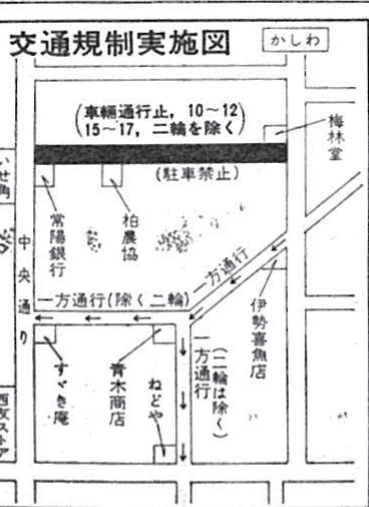 交通規制実施図
かしわ
(車輛通行止, 10~12
15~17, 二輪を除く)
梅林堂
(駐車禁止)
いせ角
常陽銀行
柏農協
中央通り
一方通行
一方通行(除く二輪)
伊勢喜魚店
一方通行
(二輪は除く)
すゞき庵
青木商店
ねどや
西友ストア